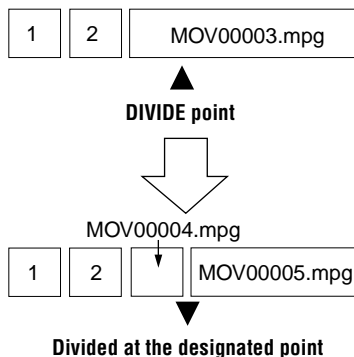 1 2 MOV00003.mpg
DIVIDE point
MOV00004.mpg
1 2 MOV00005.mpg
Divided at the designated point